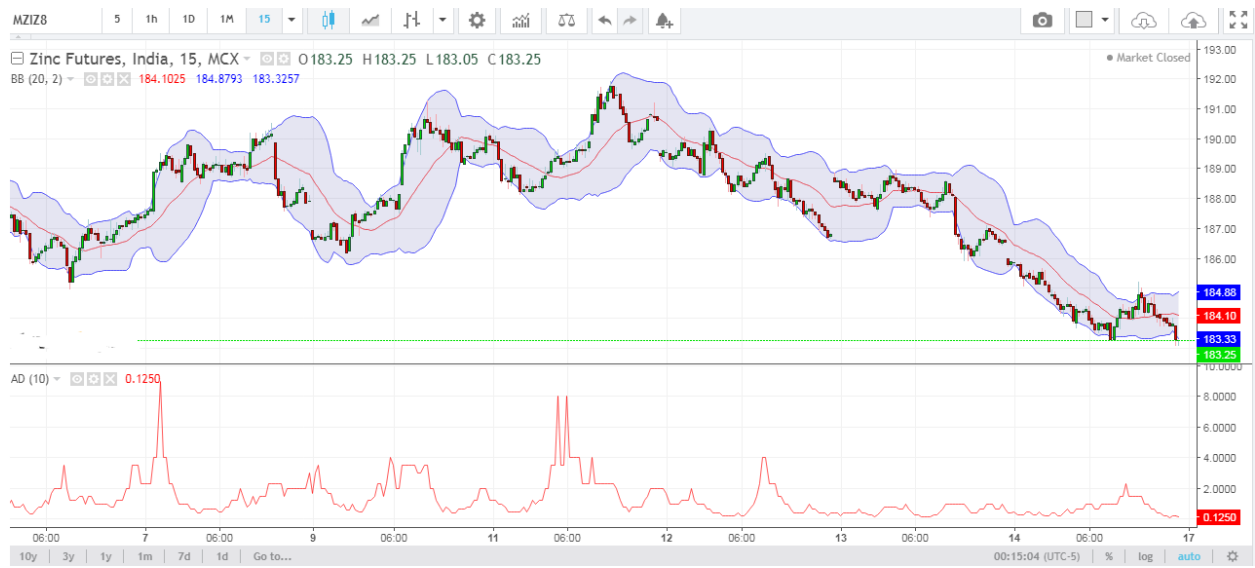 MZIZ8 5 1h 1D 1M 15
Zinc Futures, India, 15, MCX O183.25 H183.25 L183.05 C183.25
Market Closed
BB (20, 2) 184.1025 184.8793 183.3257
193.00
192.00
191.00
190.00
189.00
188.00
187.00
186.00
184.88
184.10
183.33
183.25
AD (10) 0.1250
10.0000
8.0000
6.0000
4.0000
2.0000
0.1250
06:00 7 06:00 9 06:00 11 06:00 12 06:00 13 06:00 14 06:00 17
10y 3y 1y 1m 7d 1d Go to... 00:15:04 (UTC-5) % log auto